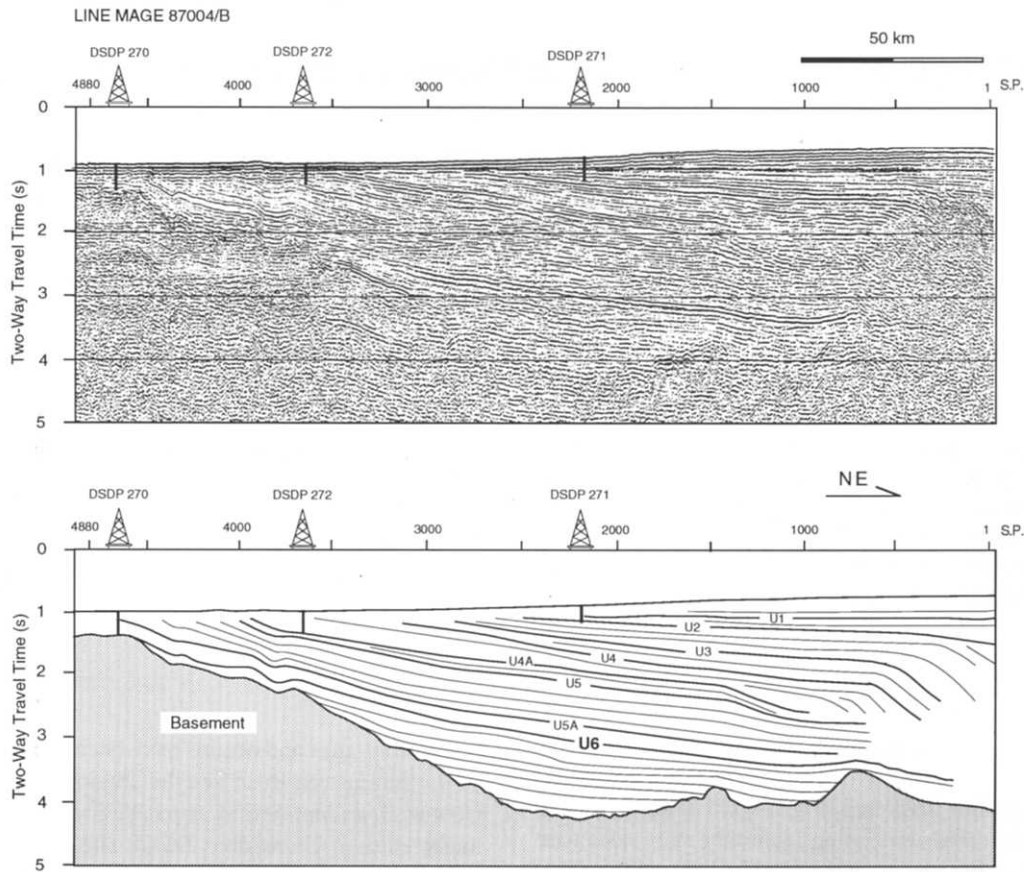 LINE MAGE 87004/B
50 km
DSDP 270 DSDP 272 DSDP 271
4880 4000 3000 2000 1000 1 S.P.
0
1
2
3
4
5
Two-Way Travel Time (s)
NE
DSDP 270 DSDP 272 DSDP 271
4880 4000 3000 2000 1000 1 S.P.
0
1
2
3
4
5
Two-Way Travel Time (s)
U1
U2
U3
U4
U4A
U5
U5A
U6
Basement